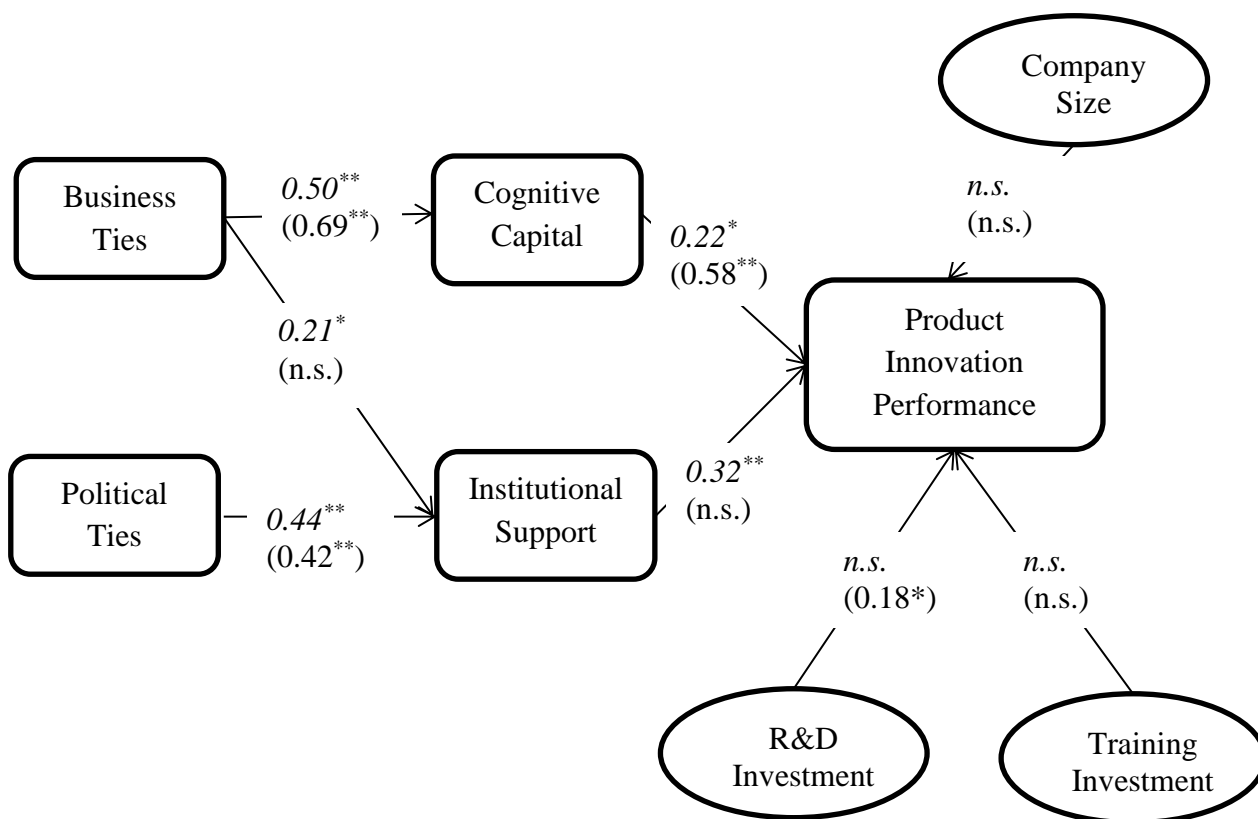 Company
Size
Business
Ties
0.50**
(0.69**)
Cognitive
Capital
n.s.
(n.s.)
0.22*
(0.58**)
0.21*
(n.s.)
Product
Innovation
Performance
Political
Ties
0.44**
(0.42**)
Institutional
Support
0.32**
(n.s.)
n.s.
(0.18*)
n.s.
(n.s.)
R&D
Investment
Training
Investment